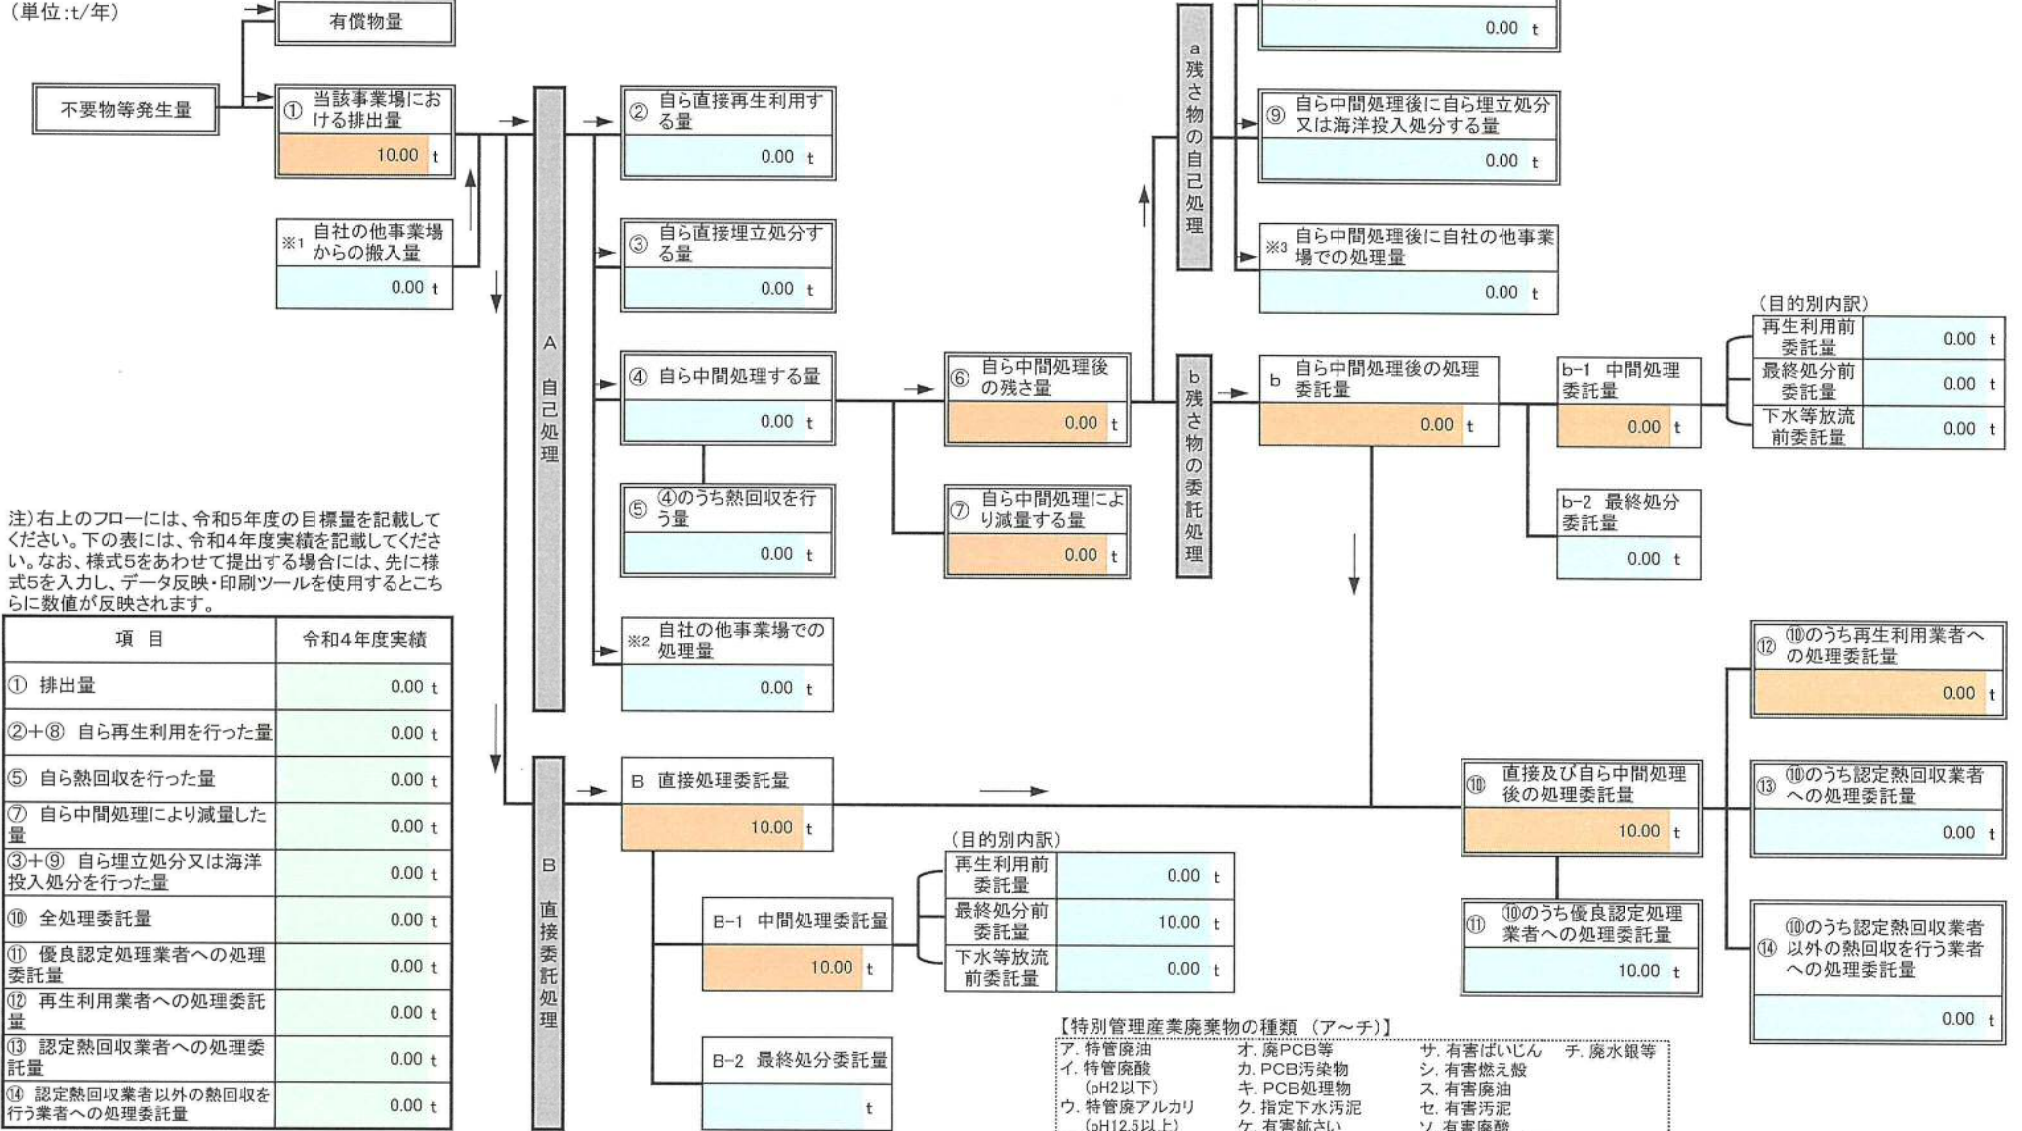 (単位:t/年)
有償物量
不要物等発生量
① 当該事業場にお
ける排出量
10.00 t
※1 自社の他事業場
からの搬入量
0.00 t
A 自己処理
② 自ら直接再生利用す
る量
0.00 t
③ 自ら直接埋立処分す
る量
0.00 t
④ 自ら中間処理する量
0.00 t
⑤ ④のうち熱回収を行
う量
0.00 t
※2 自社の他事業場での
処理量
0.00 t
⑥ 自ら中間処理後
の残さ量
0.00 t
⑦ 自ら中間処理によ
り減量する量
0.00 t
a 残さ物の自己処理
0.00 t
⑨ 自ら中間処理後に自ら埋立処分
又は海洋投入処分する量
0.00 t
※3 自ら中間処理後に自社の他事業
場での処理量
0.00 t
b 残さ物の委託処理
b 自ら中間処理後の処理
委託量
0.00 t
b-1 中間処理
委託量
0.00 t
b-2 最終処分
委託量
0.00 t
(目的別内訳)
再生利用前
委託量 0.00 t
最終処分前
委託量 0.00 t
下水等放流
前委託量 0.00 t
注)右上のフローには、令和5年度の目標量を記載して
ください。下の表には、令和4年度実績を記載してくださ
い。なお、様式5をあわせて提出する場合には、先に様
式5を入力し、データ反映・印刷ツールを使用するとこち
らに数値が反映されます。
項 目 令和4年度実績
① 排出量 0.00 t
②+⑧ 自ら再生利用を行った量 0.00 t
⑤ 自ら熱回収を行った量 0.00 t
⑦ 自ら中間処理により減量した
量 0.00 t
③+⑨ 自ら埋立処分又は海洋
投入処分を行った量 0.00 t
⑩ 全処理委託量 0.00 t
⑪ 優良認定処理業者への処理
委託量 0.00 t
⑫ 再生利用業者への処理委託
量 0.00 t
⑬ 認定熱回収業者への処理委
託量 0.00 t
⑭ 認定熱回収業者以外の熱回収を
行う業者への処理委託量 0.00 t
B 直接委託処理
B 直接処理委託量
10.00 t
B-1 中間処理委託量
10.00 t
B-2 最終処分委託量
t
(目的別内訳)
再生利用前
委託量 0.00 t
最終処分前
委託量 10.00 t
下水等放流
前委託量 0.00 t
⑩ 直接及び自ら中間処理
後の処理委託量
10.00 t
⑪ ⑩のうち優良認定処理
業者への処理委託量
10.00 t
⑫ ⑩のうち再生利用業者へ
の処理委託量
0.00 t
⑬ ⑩のうち認定熱回収業者
への処理委託量
0.00 t
⑭ ⑩のうち認定熱回収業者
以外の熱回収を行う業者
への処理委託量
0.00 t
【特別管理産業廃棄物の種類 (ア~チ)】
ア. 特管廃油 オ. 廃PCB等 サ. 有害ばいじん チ. 廃水銀等
イ. 特管廃酸 カ. PCB汚染物 シ. 有害燃え殻
(pH2以下) キ. PCB処理物 ス. 有害廃油
ウ. 特管廃アルカリ ク. 指定下水汚泥 セ. 有害汚泥
(pH12.5以上) ケ. 有害鉱さい ソ. 有害廃酸